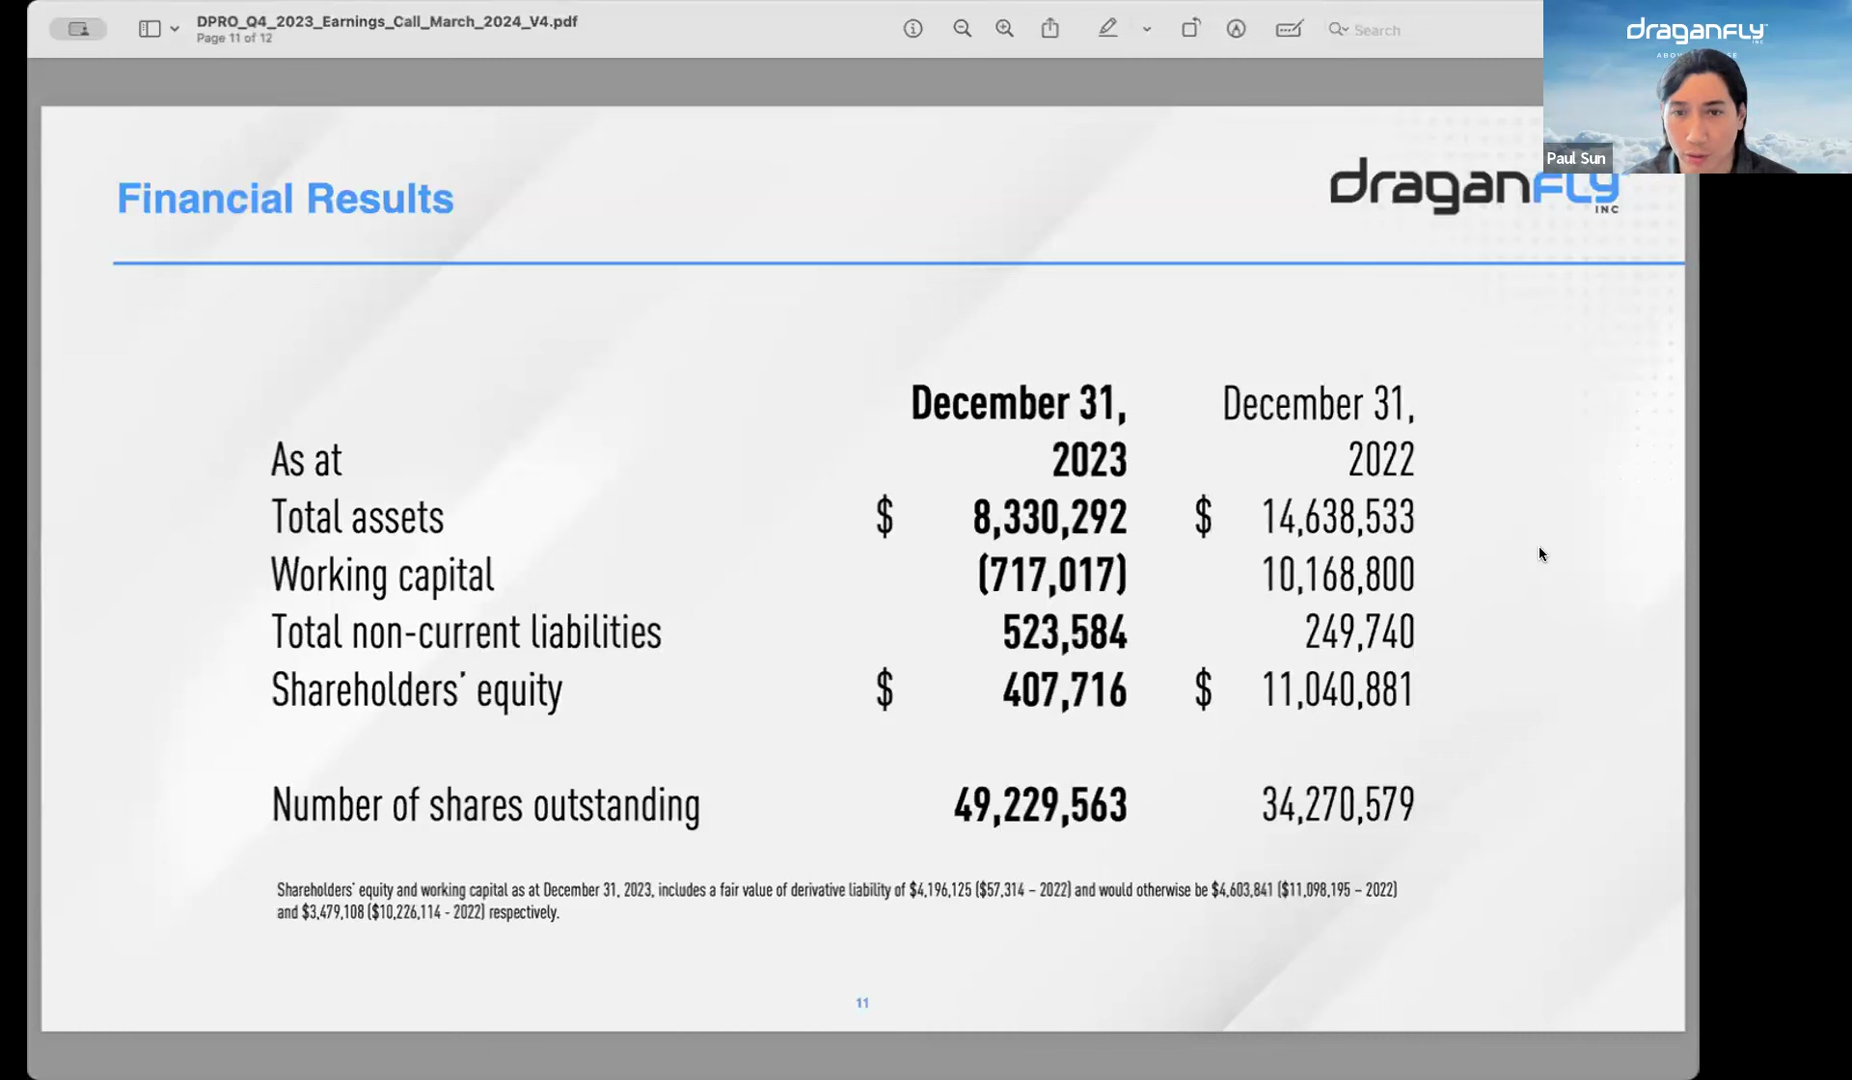 DPRO_Q4_2023_Earnings_Call_March_2024_V4.pdf
Page 11 of 12
Search
draganfly
INC
Paul Sun
Financial Results
draganfly
INC
December 31, December 31,
As at 2023 2022
Total assets $ 8,330,292 $ 14,638,533
Working capital (717,017) 10,168,800
Total non-current liabilities 523,584 249,740
Shareholders’ equity $ 407,716 $ 11,040,881
Number of shares outstanding 49,229,563 34,270,579
Shareholders’ equity and working capital as at December 31, 2023, includes a fair value of derivative liability of $4,196,125 ($57,314 – 2022) and would otherwise be $4,603,841 ($11,098,195 – 2022)
and $3,479,108 ($10,226,114 - 2022) respectively.
11